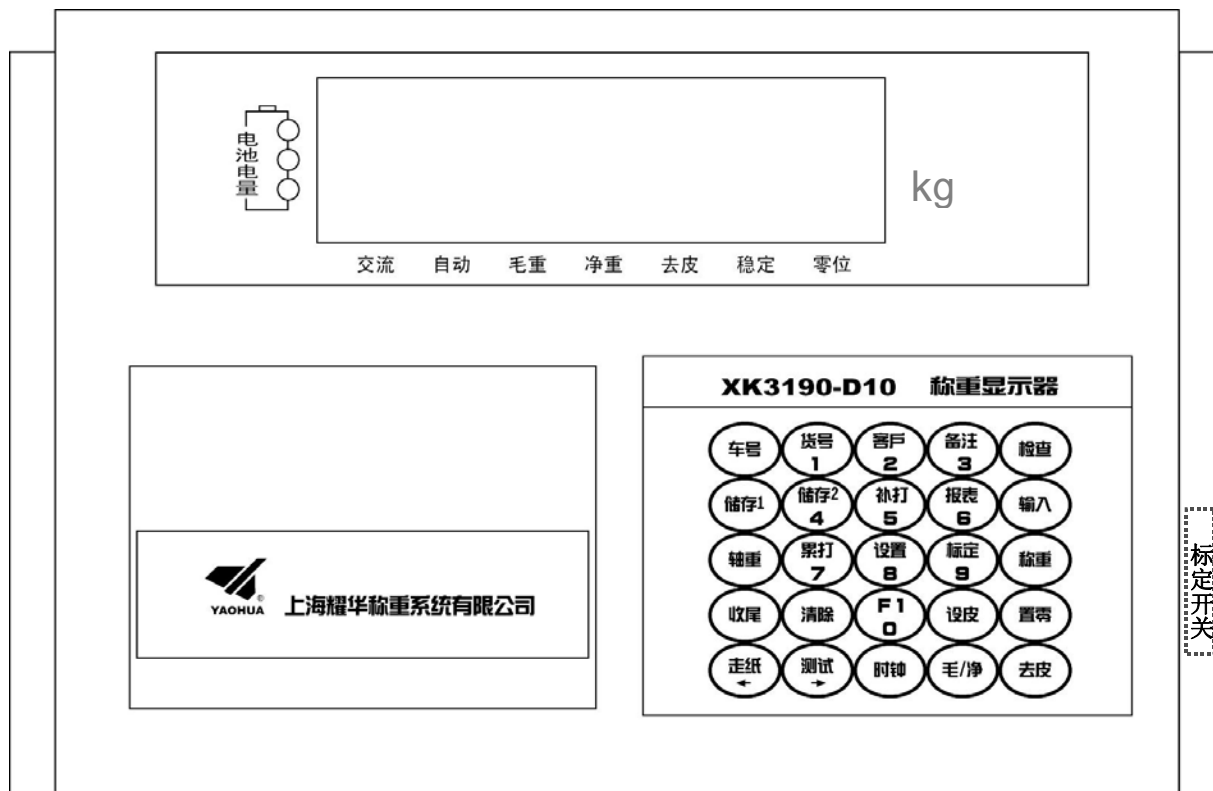 电池电量
kg
交流 自动 毛重 净重 去皮 稳定 零位
XK3190-D10 称重显示器
车号 货号 1 客戶 2 备注 3 检查
储存1 储存2 4 补打 5 报表 6 输入
轴重 累打 7 设置 8 标定 9 称重
收尾 清除 F1 0 设皮 置零
走纸 ← 测试 → 时钟 毛/净 去皮
YAOHUA® 上海耀华称重系统有限公司
标定开关